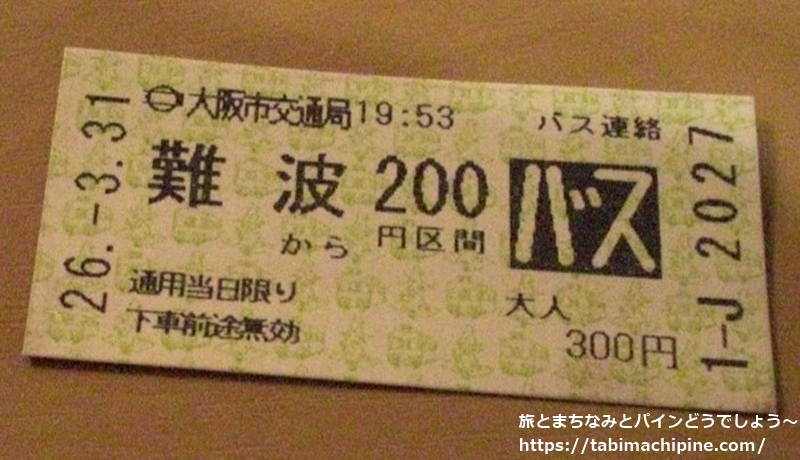 大阪市交通局 19:53
バス連絡
難波 200
から 円区間
バス
通用当日限り
下車前途無効
大人
300円
26.-3.31
1-J 2027
旅とまちなみとパインどうでしょう～
https://tabimachipine.com/